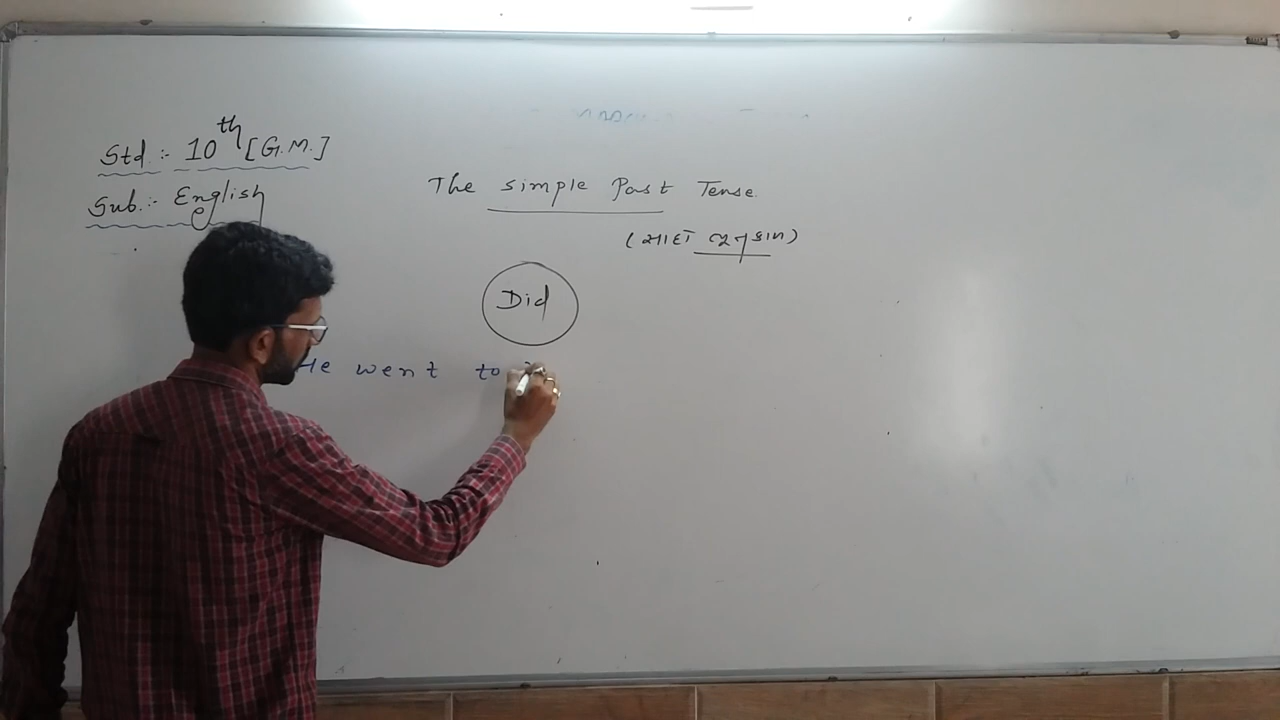 Std :- 10th [G.M.]
Sub. :- English
The simple Past Tense
(સાદો ભૂતકાળ)
Did
He went to